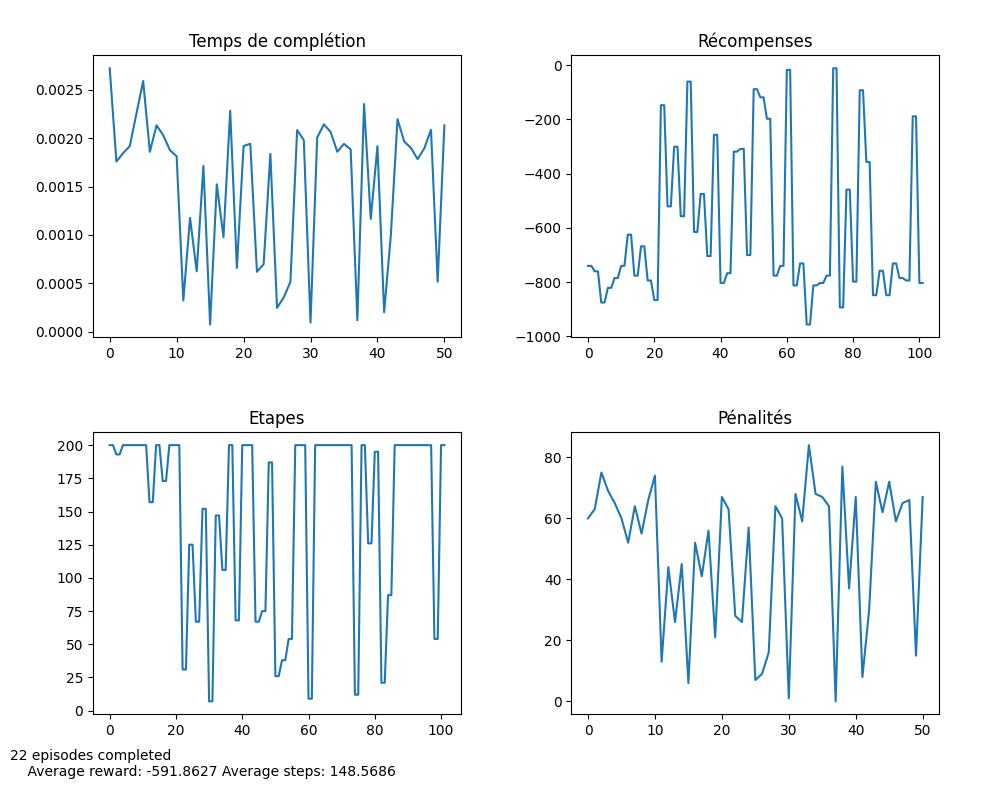 Temps de complétion
0.0025
0.0020
0.0015
0.0010
0.0005
0.0000
0 10 20 30 40 50
Récompenses
0
−200
−400
−600
−800
−1000
0 20 40 60 80 100
Etapes
200
175
150
125
100
75
50
25
0
0 20 40 60 80 100
Pénalités
80
60
40
20
0
0 10 20 30 40 50
22 episodes completed
Average reward: -591.8627 Average steps: 148.5686